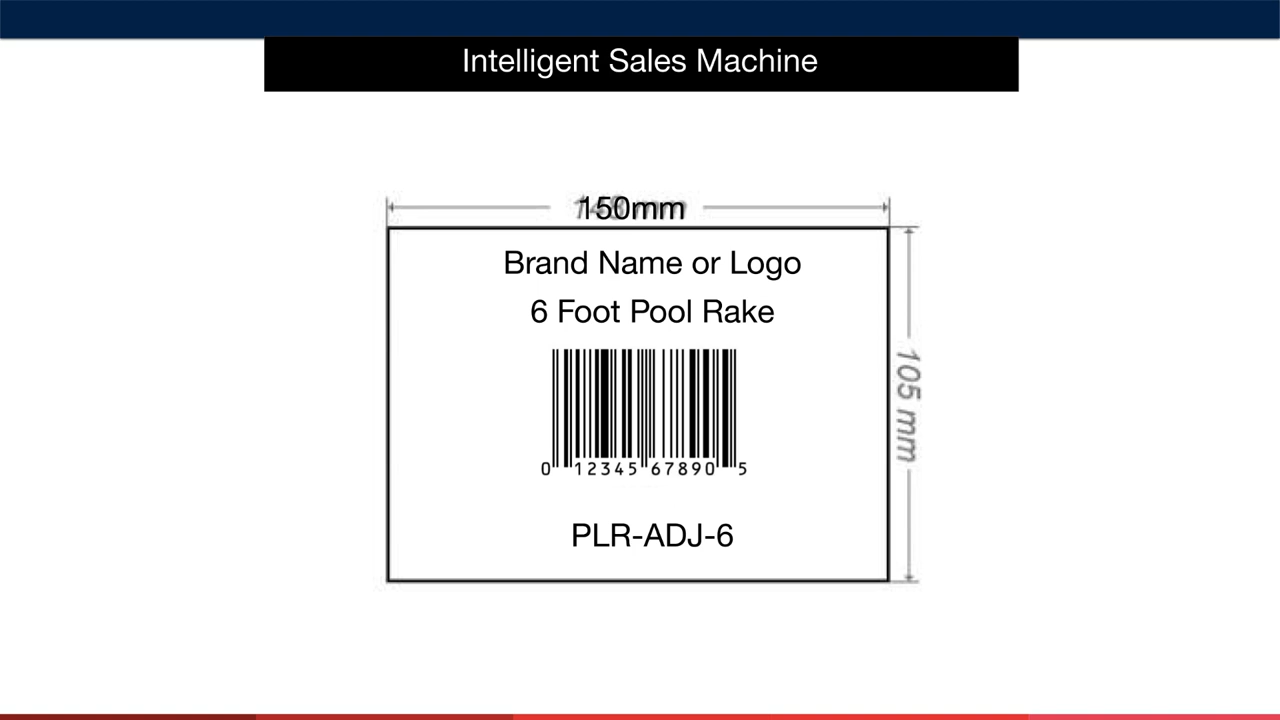 Intelligent Sales Machine
150mm
Brand Name or Logo
6 Foot Pool Rake
105 mm
0 12345 67890 5
PLR-ADJ-6